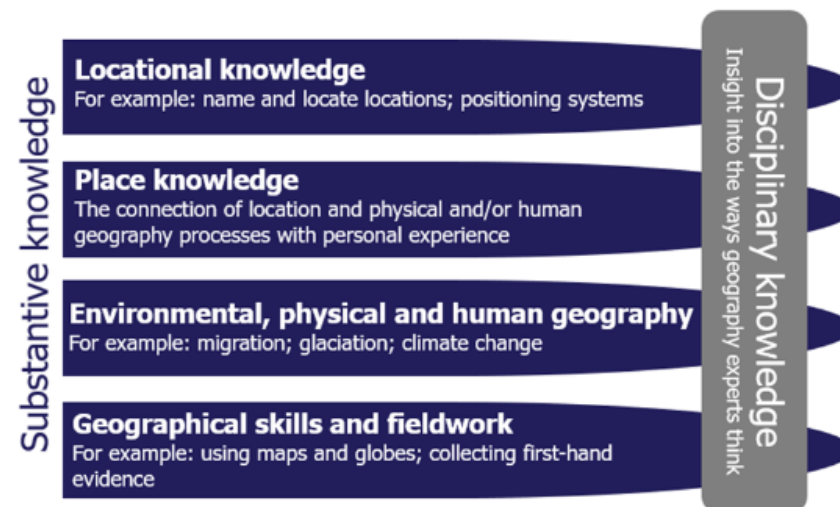 Substantive knowledge
Locational knowledge
For example: name and locate locations; positioning systems
Place knowledge
The connection of location and physical and/or human
geography processes with personal experience
Environmental, physical and human geography
For example: migration; glaciation; climate change
Geographical skills and fieldwork
For example: using maps and globes; collecting first-hand
evidence
Disciplinary knowledge
Insight into the ways geography experts think